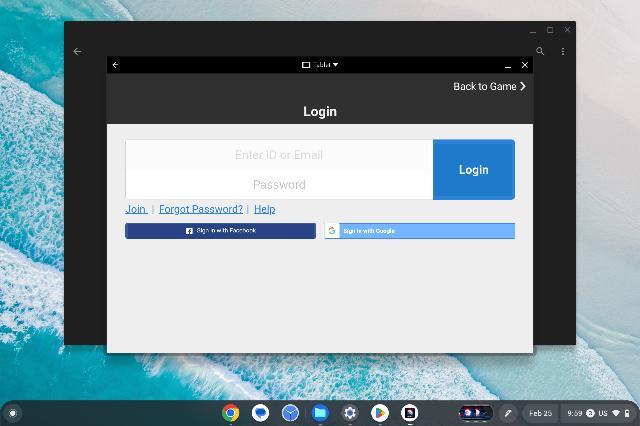 Tablet
Back to Game
Login
Enter ID or Email
Login
Password
Join | Forgot Password? | Help
Sign in with Facebook
Sign in with Google
Feb 25
9:59
US